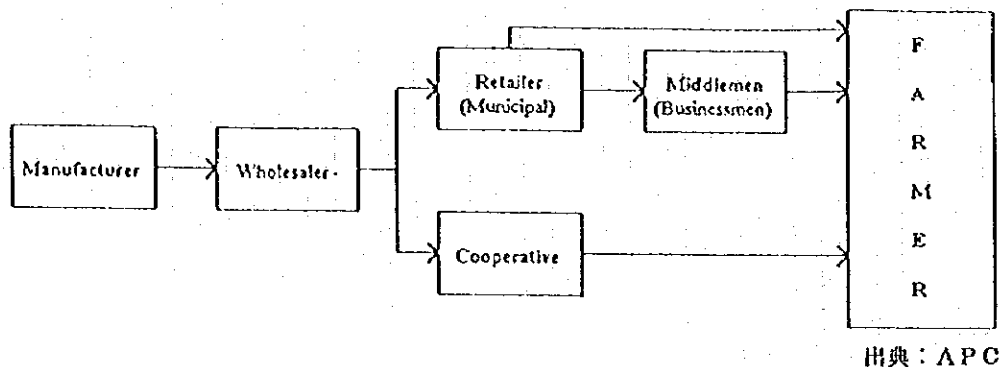 Manufacturer
Wholesaler
Retailer
(Municipal)
Middlemen
(Businessmen)
Cooperative
F
A
R
M
E
R
出典：APC